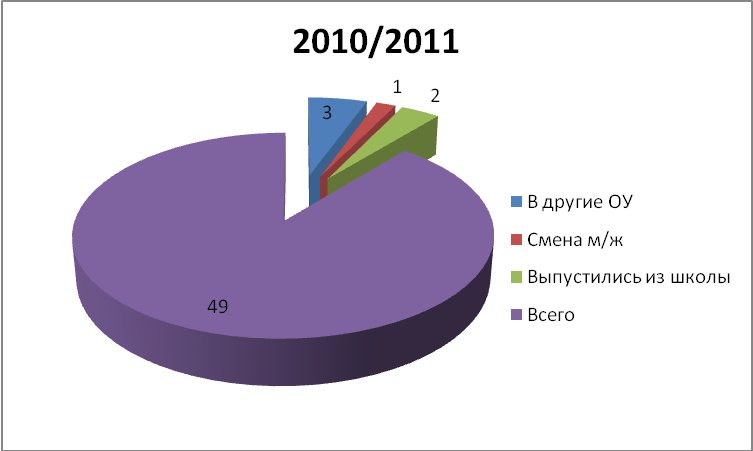 2010/2011
3
1
2
49
В другие ОУ
Смена м/ж
Выпустились из школы
Всего